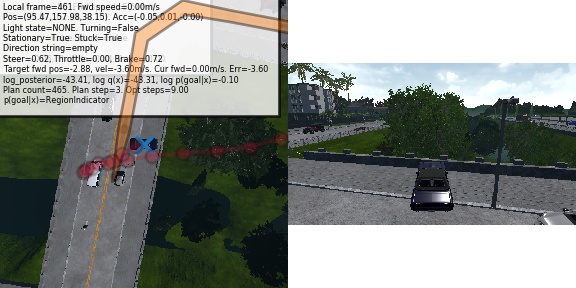 Local frame=461. Fwd speed=0.00m/s
Pos=(95.47,157.98,38.15). Acc=(-0.05,0.01,-0.00)
Light state=NONE. Turning=False
Stationary=True. Stuck=True
Direction string=empty
Steer=0.62, Throttle=0.00, Brake=0.72
Target fwd pos=-2.88, vel=-3.60m/s. Cur fwd=0.00m/s. Err=-3.60
log_posterior=-43.41, log q(x)=-43.31, log p(goal|x)=-0.10
Plan count=465. Plan step=3. Opt steps=9.00
p(goal|x)=RegionIndicator